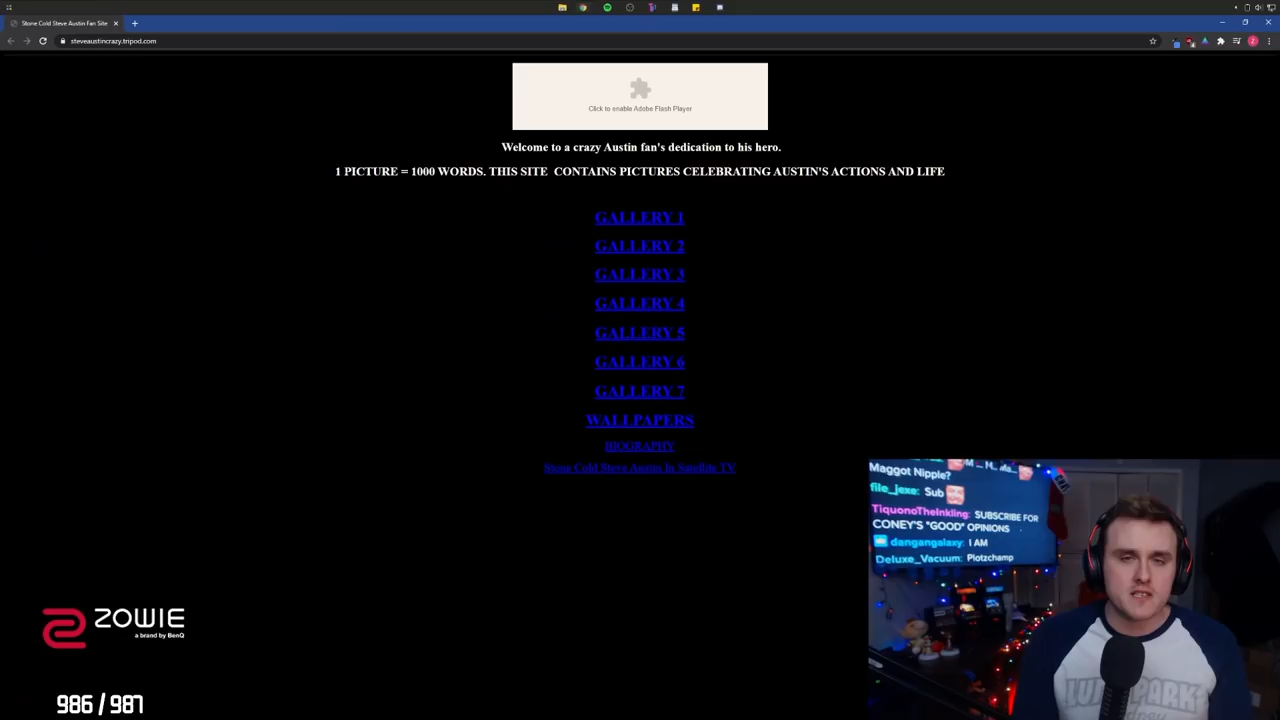 Stone Cold Steve Austin Fan Site
steveaustincrazy.tripod.com
Click to enable Adobe Flash Player
Welcome to a crazy Austin fan's dedication to his hero.
1 PICTURE = 1000 WORDS. THIS SITE CONTAINS PICTURES CELEBRATING AUSTIN'S ACTIONS AND LIFE
GALLERY 1
GALLERY 2
GALLERY 3
GALLERY 4
GALLERY 5
GALLERY 6
GALLERY 7
WALLPAPERS
BIOGRAPHY
Stone Cold Steve Austin In Satellite TV
Maggot Nipple?
file_jexe: Sub
TiquonoTheInkling: SUBSCRIBE FOR
CONEY'S "GOOD" OPINIONS
dangangalaxy: I AM
Deluxe_Vacuum: Plotzchamp
ZOWIE
a brand by BenQ
986 / 987